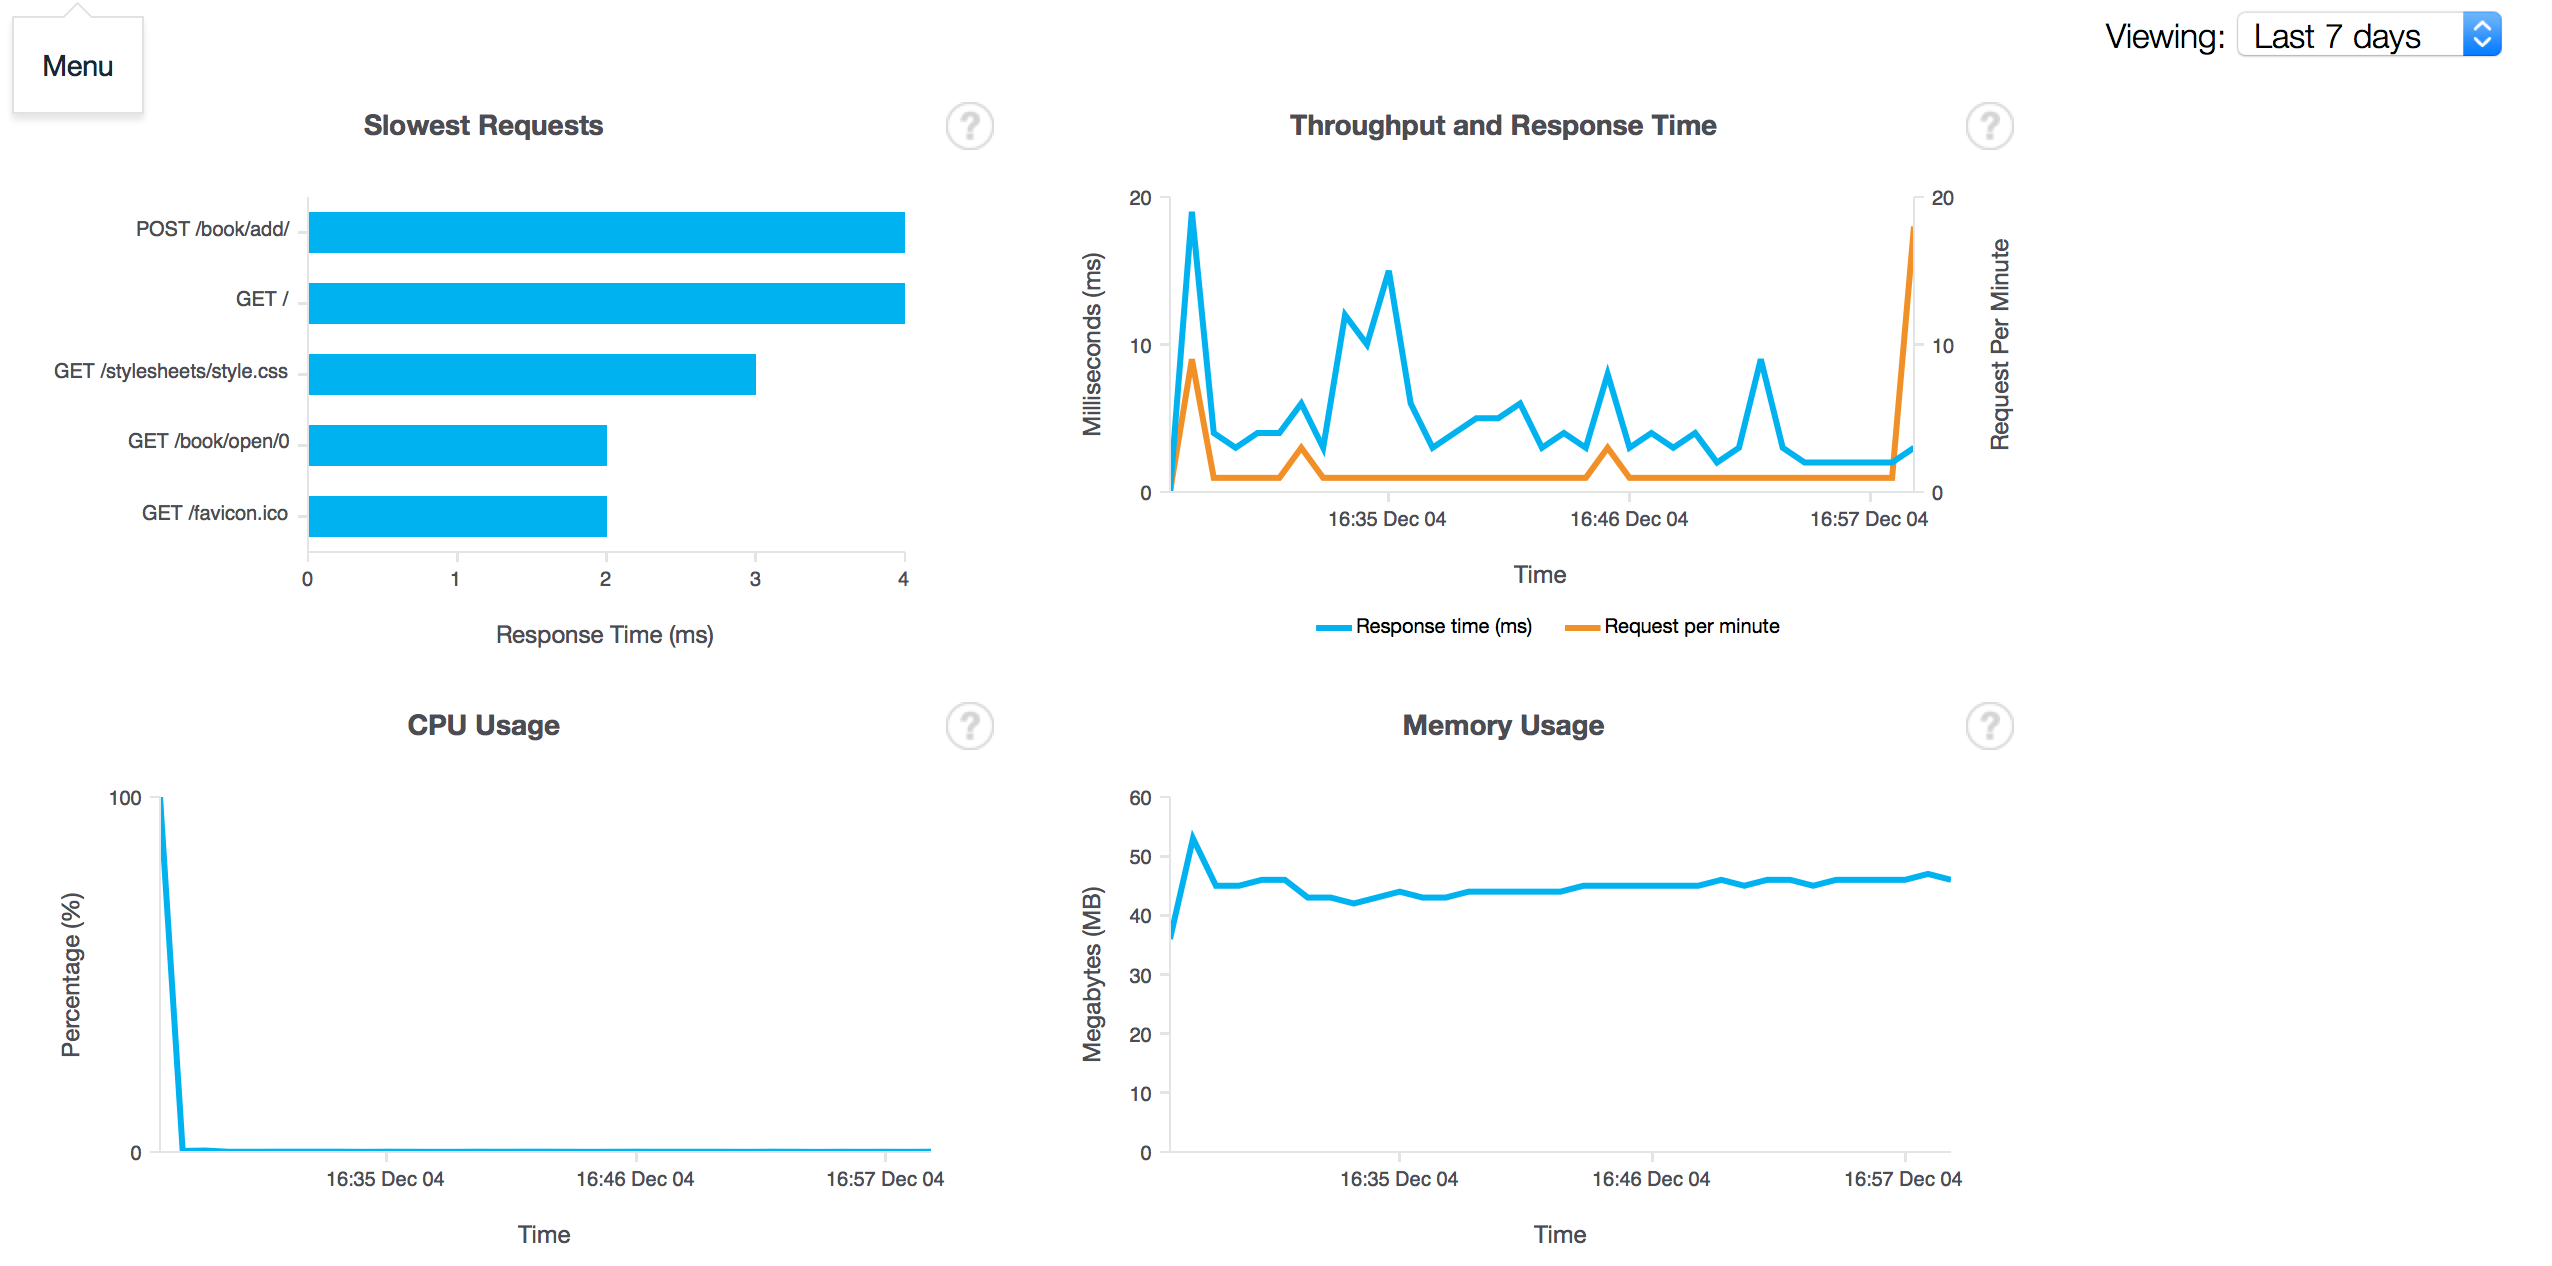 Menu
Viewing: Last 7 days
Slowest Requests
?
POST /book/add/
GET /
GET /stylesheets/style.css
GET /book/open/0
GET /favicon.ico
0 1 2 3 4
Response Time (ms)
Throughput and Response Time
?
Milliseconds (ms)
20
10
0
20
10
0
Request Per Minute
16:35 Dec 04 16:46 Dec 04 16:57 Dec 04
Time
Response time (ms) Request per minute
CPU Usage
?
Percentage (%)
100
0
16:35 Dec 04 16:46 Dec 04 16:57 Dec 04
Time
Memory Usage
?
Megabytes (MB)
60
50
40
30
20
10
0
16:35 Dec 04 16:46 Dec 04 16:57 Dec 04
Time